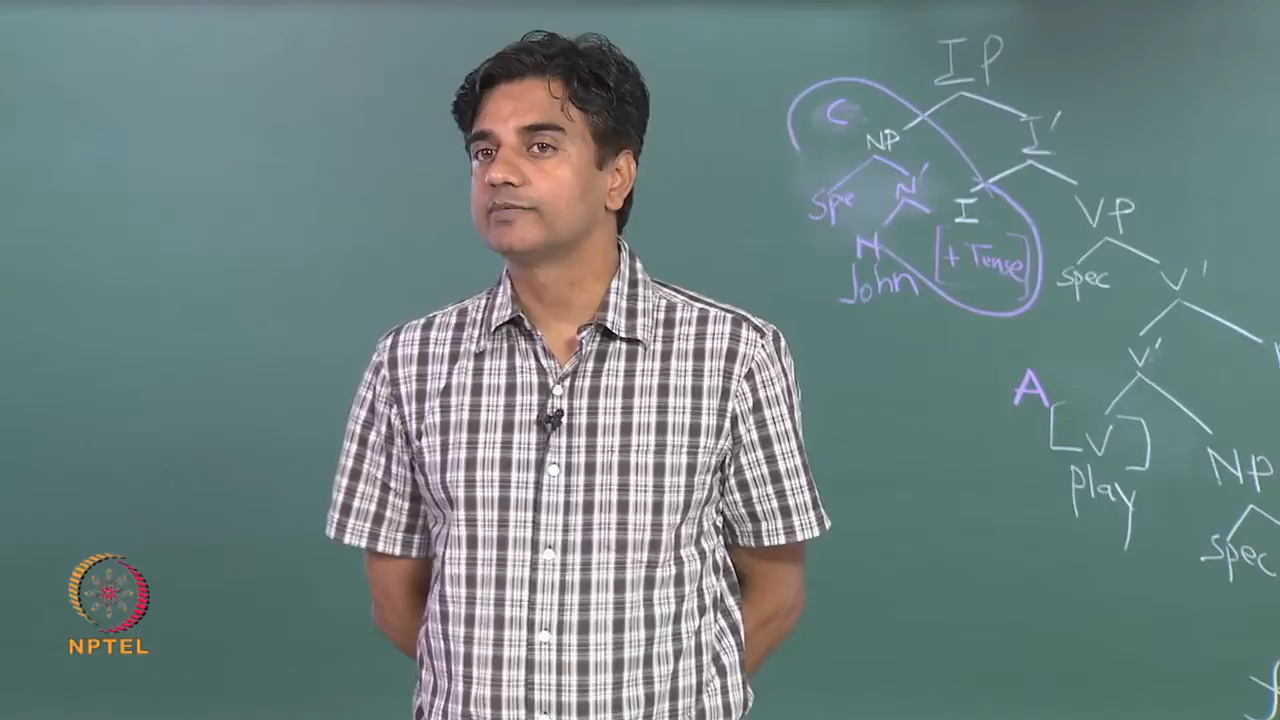 IP
C
NP
I'
Spe
N'
I
VP
N
[+ Tense]
spec
V'
John
V'
A
[V]
play
NP
spec
NPTEL